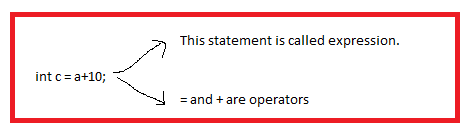 This statement is called expression.
int c = a+10;
= and + are operators